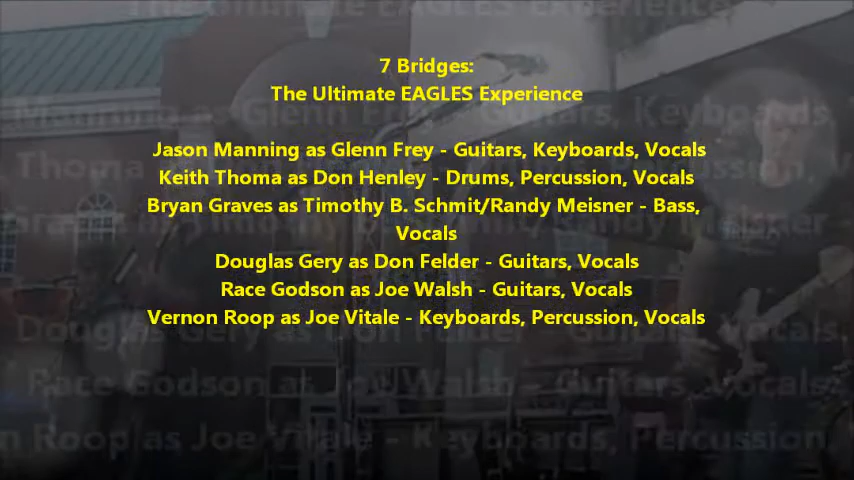 7 Bridges:
The Ultimate EAGLES Experience
Jason Manning as Glenn Frey - Guitars, Keyboards, Vocals
Keith Thoma as Don Henley - Drums, Percussion, Vocals
Bryan Graves as Timothy B. Schmit/Randy Meisner - Bass,
Vocals
Douglas Gery as Don Felder - Guitars, Vocals
Race Godson as Joe Walsh - Guitars, Vocals
Vernon Roop as Joe Vitale - Keyboards, Percussion, Vocals